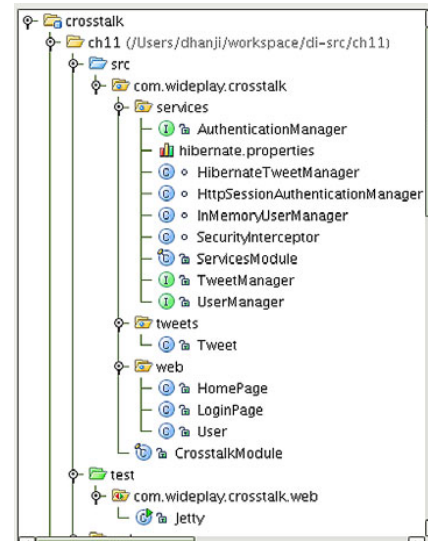 crosstalk
ch11 (/Users/dhanji/workspace/di-src/ch11)
src
com.wideplay.crosstalk
services
AuthenticationManager
hibernate.properties
HibernateTweetManager
HttpSessionAuthenticationManager
InMemoryUserManager
SecurityInterceptor
ServicesModule
TweetManager
UserManager
tweets
Tweet
web
HomePage
LoginPage
User
CrosstalkModule
test
com.wideplay.crosstalk.web
Jetty